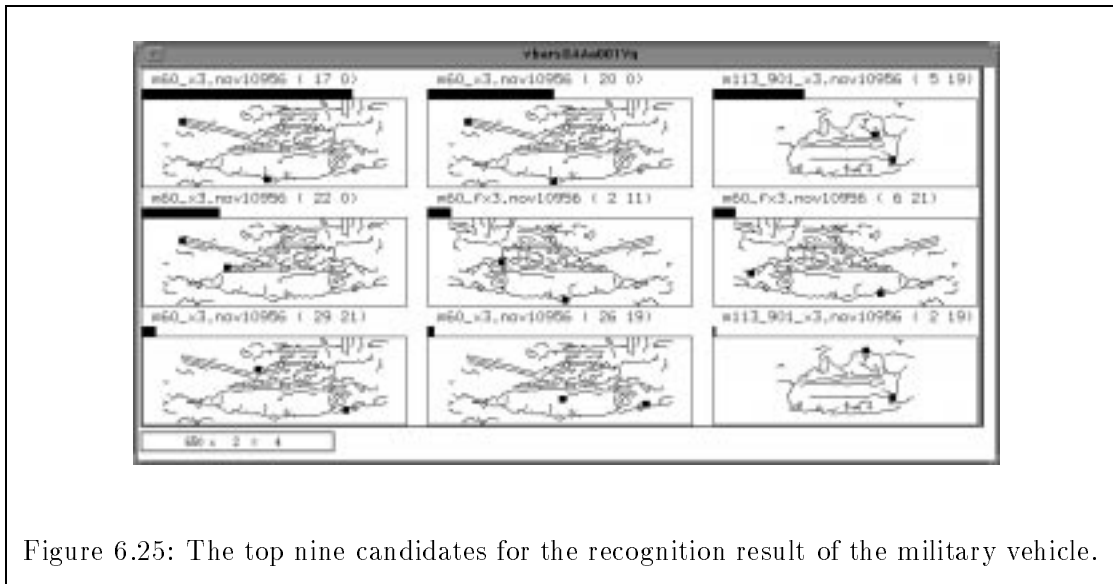 m60_x3.nov10956 ( 17 0)
m60_x3.nov10956 ( 20 0)
m113_901_x3.nov10956 ( 5 19)
m60_x3.nov10956 ( 22 0)
m60_fx3.nov10956 ( 2 11)
m60_fx3.nov10956 ( 6 21)
m60_x3.nov10956 ( 29 21)
m60_x3.nov10956 ( 26 19)
m113_901_x3.nov10956 ( 2 19)
Figure 6.25: The top nine candidates for the recognition result of the military vehicle.